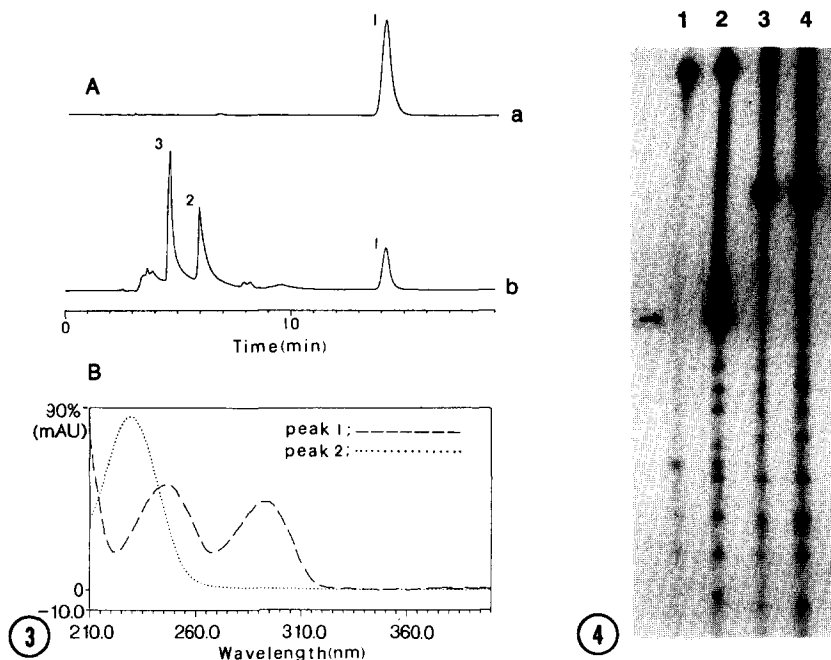 A
1
a
3
2
1
b
0 10
Time(min)
B
90%
(mAU)
peak 1;
peak 2;
0
-10.0
210.0 260.0 310.0 360.0
Wavelength(nm)
3
1 2 3 4
4